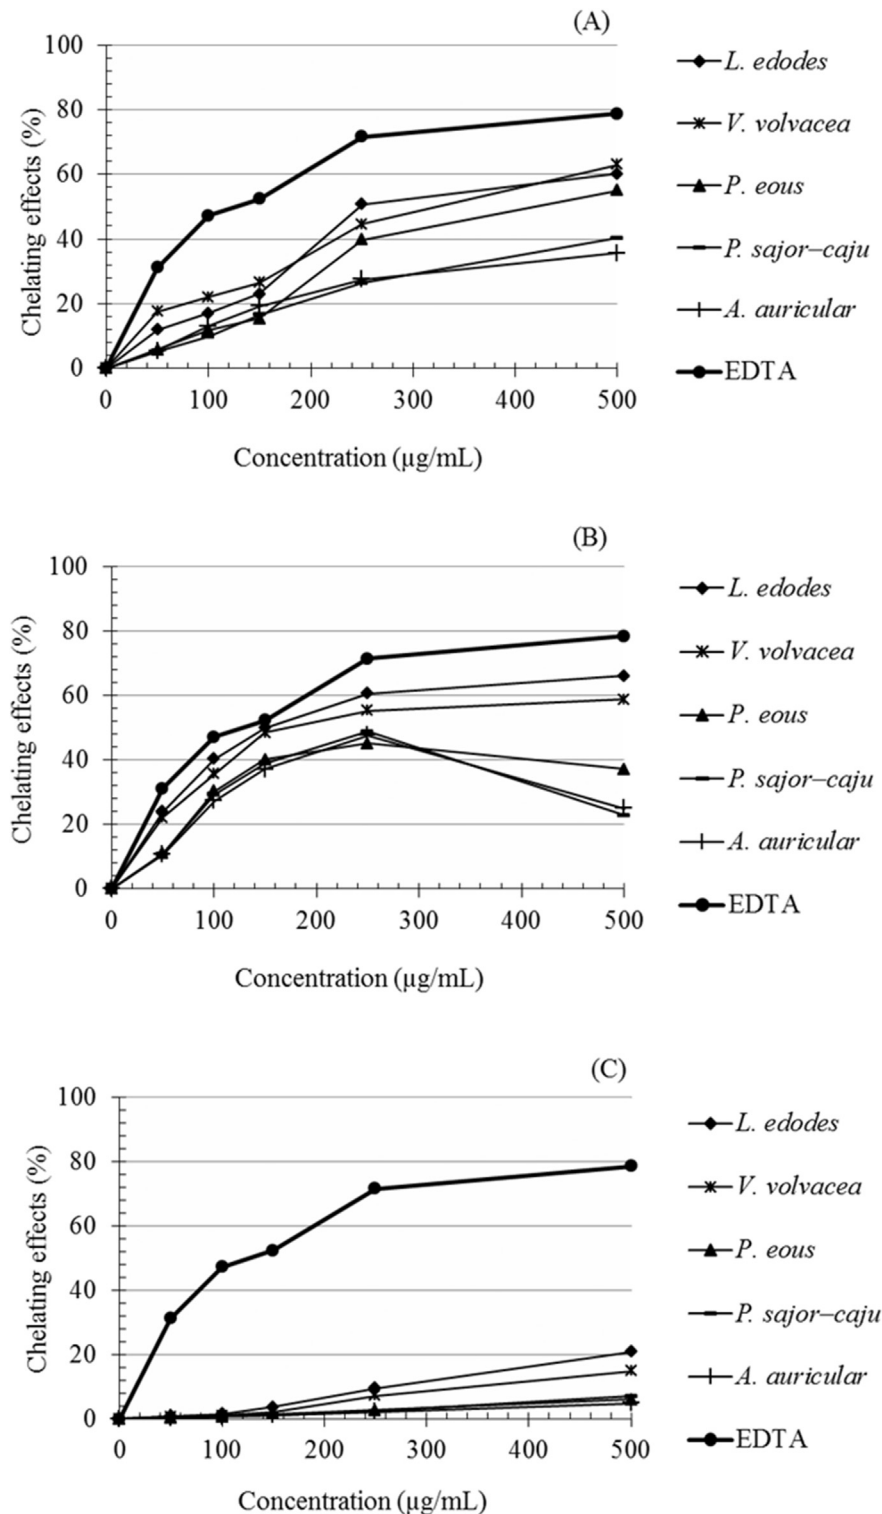 (A)
100
80
60
40
20
0
Chelating effects (%)
0 100 200 300 400 500
Concentration (µg/mL)
L. edodes
V. volvacea
P. eous
P. sajor–caju
A. auricular
EDTA
(B)
100
80
60
40
20
0
Chelating effects (%)
0 100 200 300 400 500
Concentration (µg/mL)
L. edodes
V. volvacea
P. eous
P. sajor–caju
A. auricular
EDTA
(C)
100
80
60
40
20
0
Chelating effects (%)
0 100 200 300 400 500
Concentration (µg/mL)
L. edodes
V. volvacea
P. eous
P. sajor–caju
A. auricular
EDTA